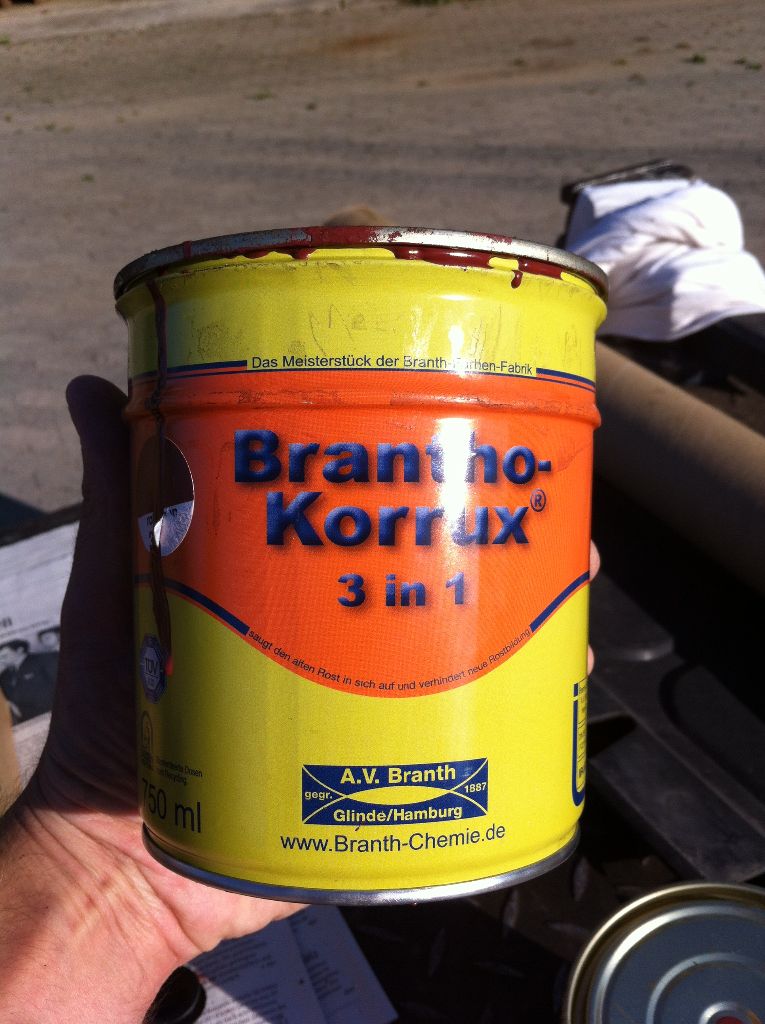 Das Meisterstück der Branth-Farben-Fabrik
Brantho-
Korrux®
3 in 1
saugt den alten Rost in sich auf und verhindert neue Rostbildung
TÜV
750 ml
A.V. Branth
gegr. 1887
Glinde/Hamburg
www.Branth-Chemie.de